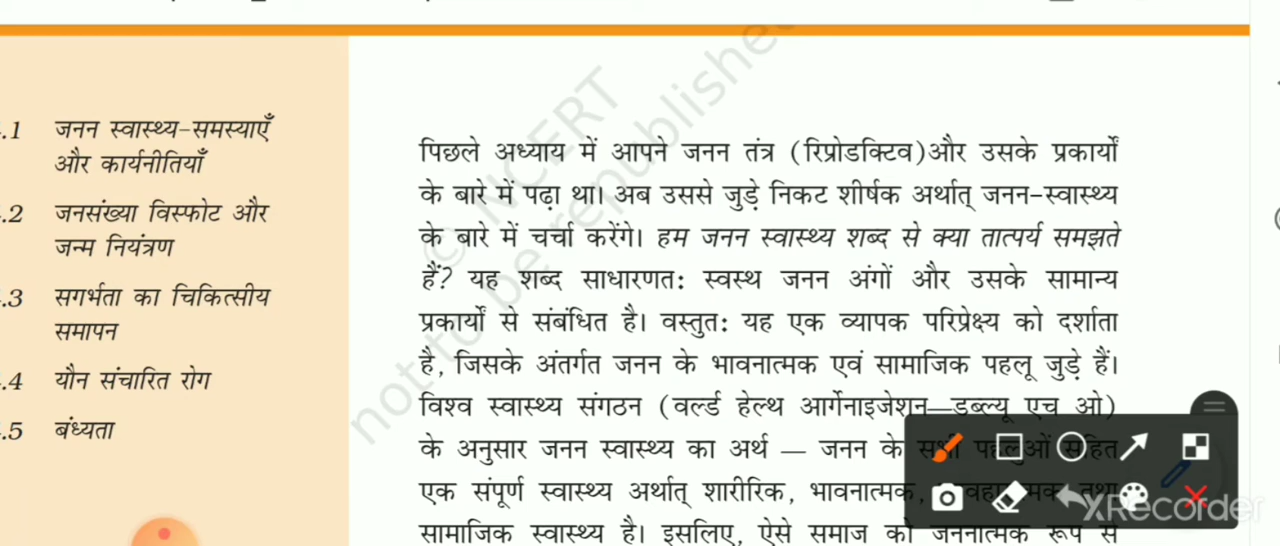 .1 जनन स्वास्थ्य-समस्याएँ
और कार्यनीतियाँ
.2 जनसंख्या विस्फोट और
जन्म नियंत्रण
.3 सगर्भता का चिकित्सीय
समापन
.4 यौन संचारित रोग
.5 बंध्यता
© NCERT
not to be republished
पिछले अध्याय में आपने जनन तंत्र (रिप्रोडक्टिव)और उसके प्रकार्यों
के बारे में पढ़ा था। अब उससे जुड़े निकट शीर्षक अर्थात् जनन-स्वास्थ्य
के बारे में चर्चा करेंगे। हम जनन स्वास्थ्य शब्द से क्या तात्पर्य समझते
हैं? यह शब्द साधारणत: स्वस्थ जनन अंगों और उसके सामान्य
प्रकार्यों से संबंधित है। वस्तुत: यह एक व्यापक परिप्रेक्ष्य को दर्शाता
है, जिसके अंतर्गत जनन के भावनात्मक एवं सामाजिक पहलू जुड़े हैं।
विश्व स्वास्थ्य संगठन (वर्ल्ड हेल्थ आर्गेनाइजेशन—डब्ल्यू एच ओ)
के अनुसार जनन स्वास्थ्य का अर्थ — जनन के सभी पहलुओं सहित
एक संपूर्ण स्वास्थ्य अर्थात् शारीरिक, भावनात्मक, तथा
सामाजिक स्वास्थ्य है। इसलिए, ऐसे समाज को जननात्मक रूप से
XRecorder